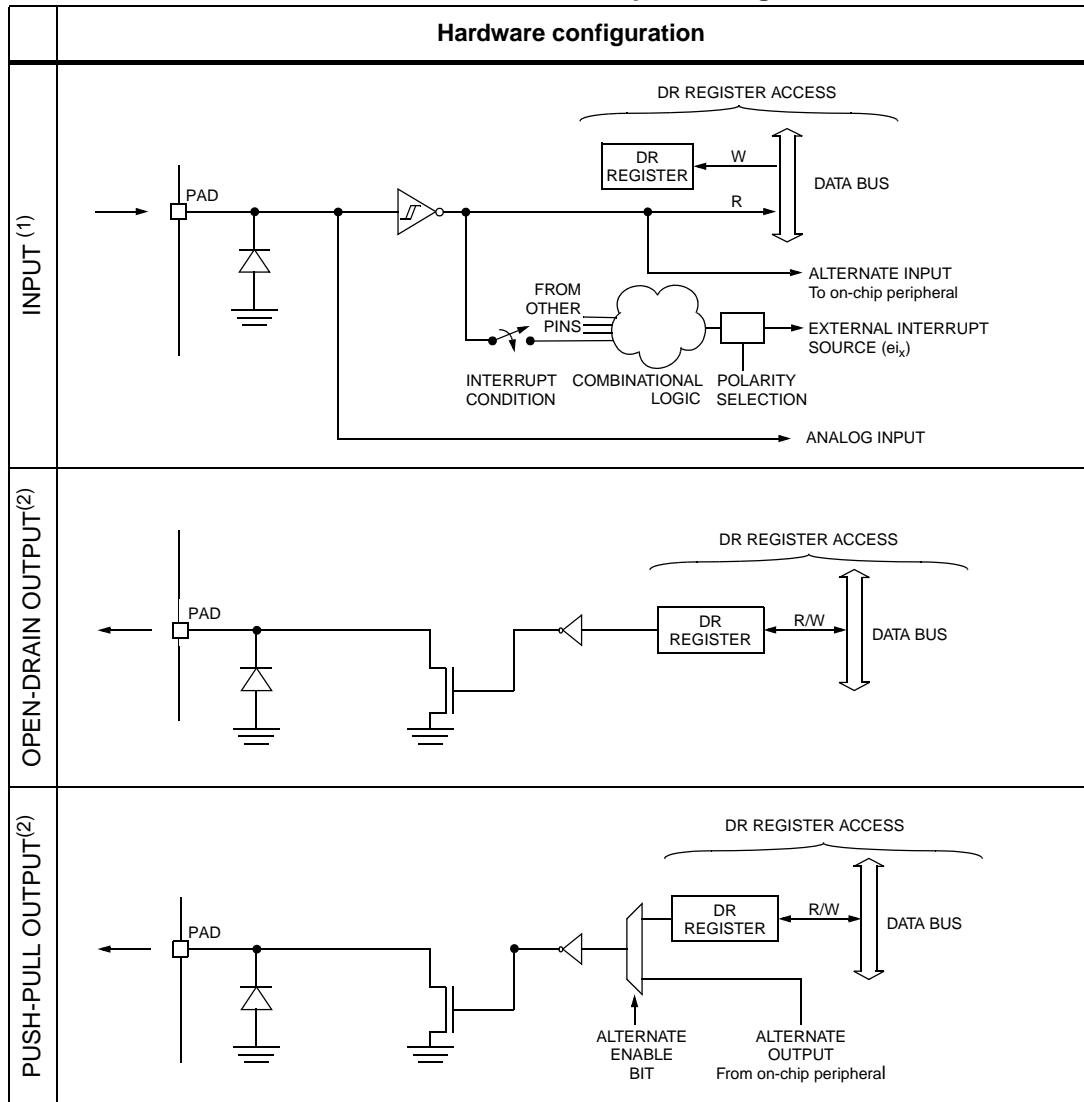 Hardware configuration
INPUT (1)
DR REGISTER ACCESS
DR
REGISTER
W
R
DATA BUS
PAD
ALTERNATE INPUT
To on-chip peripheral
FROM
OTHER
PINS
EXTERNAL INTERRUPT
SOURCE (eix)
INTERRUPT
CONDITION
COMBINATIONAL
LOGIC
POLARITY
SELECTION
ANALOG INPUT
OPEN-DRAIN OUTPUT(2)
DR REGISTER ACCESS
PAD
DR
REGISTER
R/W
DATA BUS
PUSH-PULL OUTPUT(2)
DR REGISTER ACCESS
PAD
DR
REGISTER
R/W
DATA BUS
ALTERNATE
ENABLE
BIT
ALTERNATE
OUTPUT
From on-chip peripheral